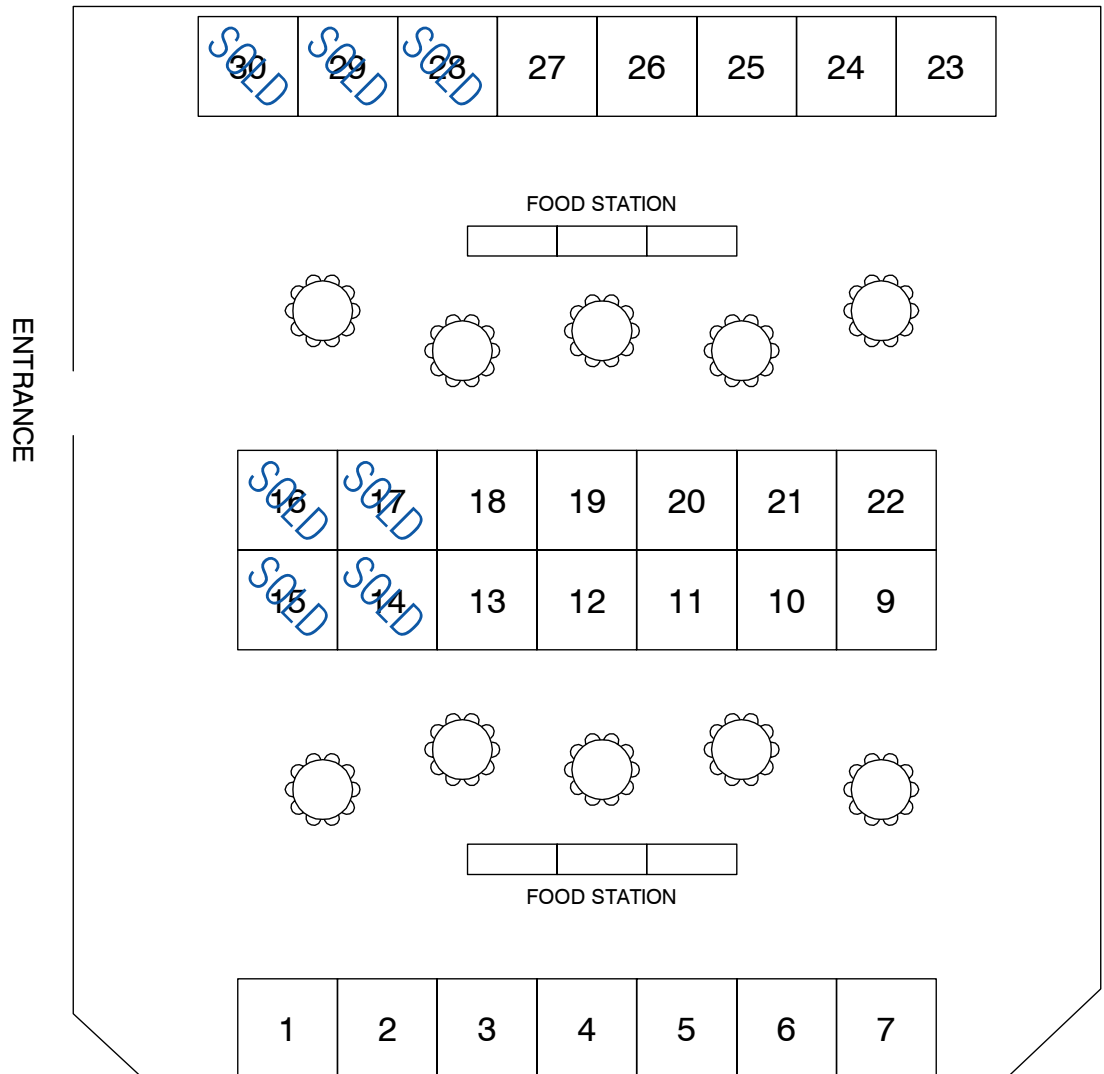 SOLD SOLD SOLD
30 29 28 27 26 25 24 23
FOOD STATION
ENTRANCE
SOLD SOLD
16 17 18 19 20 21 22
SOLD SOLD
15 14 13 12 11 10 9
FOOD STATION
1 2 3 4 5 6 7